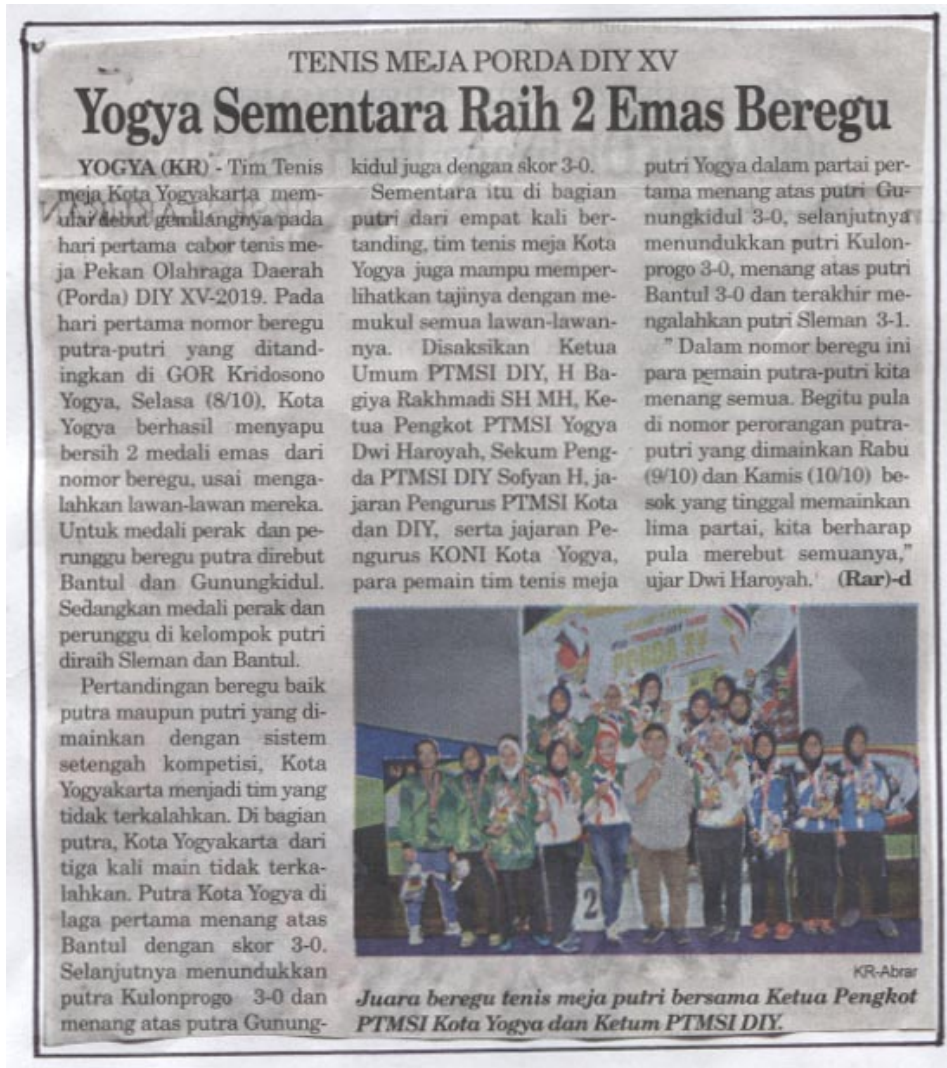 TENIS MEJA PORDA DIY XV
Yogya Sementara Raih 2 Emas Beregu
YOGYA (KR) - Tim Tenis
meja Kota Yogyakarta mem-
ulai debut gemilangnya pada
hari pertama cabor tenis me-
ja Pekan Olahraga Daerah
(Porda) DIY XV-2019. Pada
hari pertama nomor beregu
putra-putri yang ditand-
ingkan di GOR Kridosono
Yogya, Selasa (8/10), Kota
Yogya berhasil menyapu
bersih 2 medali emas dari
nomor beregu, usai menga-
lahkan lawan-lawan mereka.
Untuk medali perak dan pe-
runggu beregu putra direbut
Bantul dan Gunungkidul.
Sedangkan medali perak dan
perunggu di kelompok putri
diraih Sleman dan Bantul.
Pertandingan beregu baik
putra maupun putri yang di-
mainkan dengan sistem
setengah kompetisi, Kota
Yogyakarta menjadi tim yang
tidak terkalahkan. Di bagian
putra, Kota Yogyakarta dari
tiga kali main tidak terka-
lahkan. Putra Kota Yogya di
laga pertama menang atas
Bantul dengan skor 3-0.
Selanjutnya menundukkan
putra Kulonprogo 3-0 dan
menang atas putra Gunung-
kidul juga dengan skor 3-0.
Sementara itu di bagian
putri dari empat kali ber-
tanding, tim tenis meja Kota
Yogya juga mampu memper-
lihatkan tajinya dengan me-
mukul semua lawan-lawan-
nya. Disaksikan Ketua
Umum PTMSI DIY, H Ba-
giya Rakhmadi SH MH, Ke-
tua Pengkot PTMSI Yogya
Dwi Haroyah, Sekum Peng-
da PTMSI DIY Sofyan H, ja-
jaran Pengurus PTMSI Kota
dan DIY, serta jajaran Pe-
ngurus KONI Kota Yogya,
para pemain tim tenis meja
putri Yogya dalam partai per-
tama menang atas putri Gu-
nungkidul 3-0, selanjutnya
menundukkan putri Kulon-
progo 3-0, menang atas putri
Bantul 3-0 dan terakhir me-
ngalahkan putri Sleman 3-1.
" Dalam nomor beregu ini
para pemain putra-putri kita
menang semua. Begitu pula
di nomor perorangan putra-
putri yang dimainkan Rabu
(9/10) dan Kamis (10/10) be-
sok yang tinggal memainkan
lima partai, kita berharap
pula merebut semuanya,"
ujar Dwi Haroyah. (Rar)-d
PORDA XV
2
KR-Abrar
Juara beregu tenis meja putri bersama Ketua Pengkot
PTMSI Kota Yogya dan Ketum PTMSI DIY.